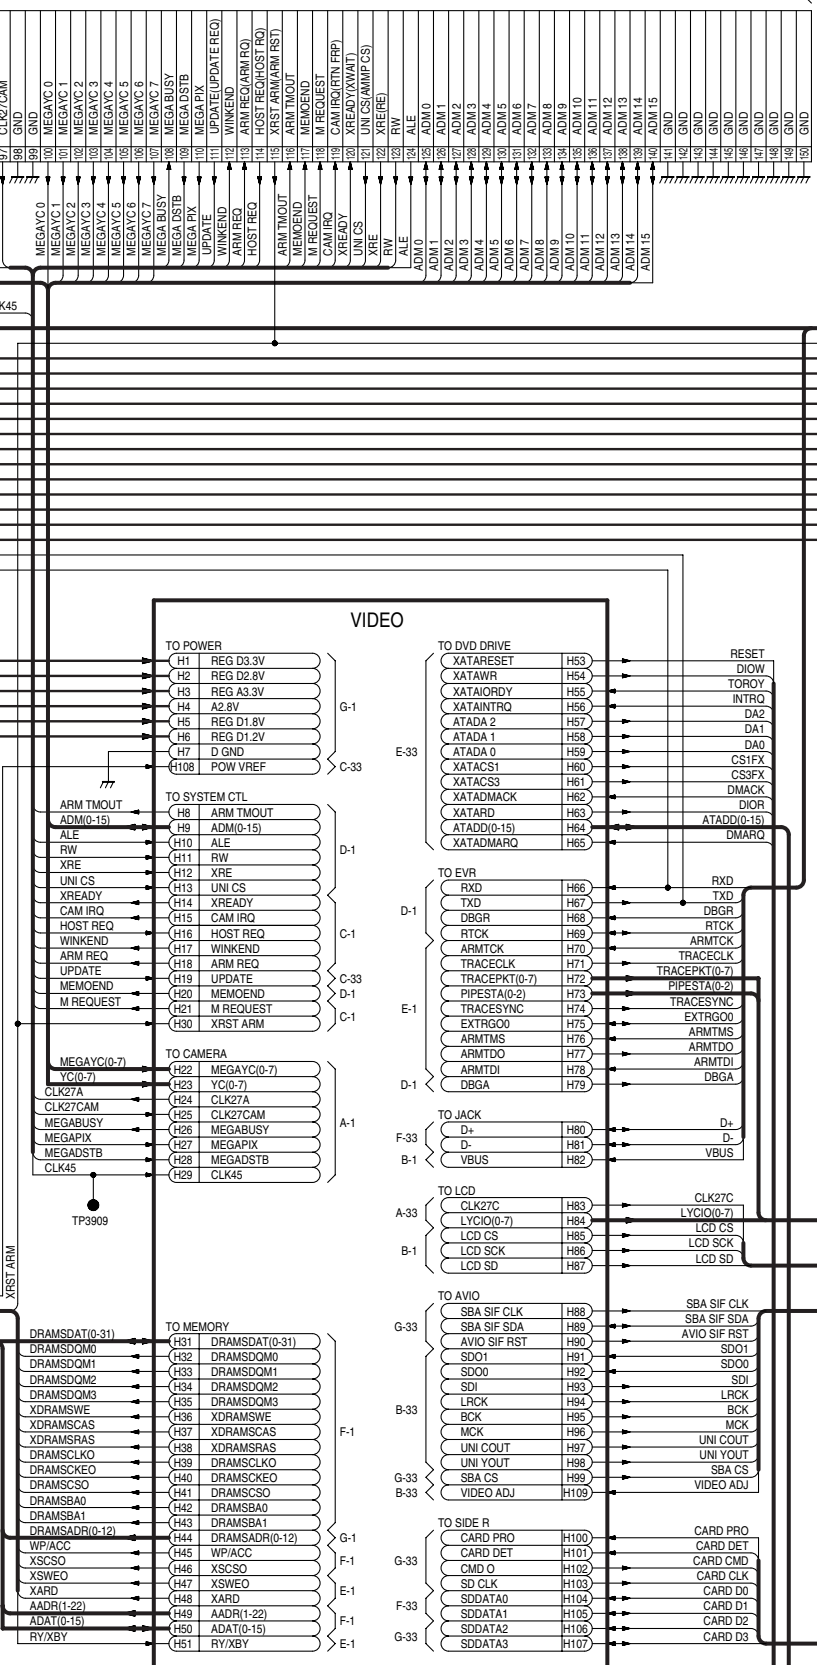 CLK27CAM
GND
GND
MEGAYC 0
MEGAYC 1
MEGAYC 2
MEGAYC 3
MEGAYC 4
MEGAYC 5
MEGAYC 6
MEGAYC 7
MEGA BUSY
MEGA DSTB
MEGA PIX
UPDATE(UPDATE REQ)
WINKEND
ARM REQ(ARM RQ)
HOST REQ(HOST RQ)
XRST ARM(ARM RST)
ARM TMOUT
MEMOEND
M REQUEST
CAM IRQ(RTN FRP)
XREADY(XWAIT)
UNI CS(AMMP CS)
XRE(RE)
RW
ALE
ADM 0
ADM 1
ADM 2
ADM 3
ADM 4
ADM 5
ADM 6
ADM 7
ADM 8
ADM 9
ADM 10
ADM 11
ADM 12
ADM 13
ADM 14
ADM 15
GND
GND
GND
GND
GND
GND
GND
GND
GND
GND
97 98 99 100 101 102 103 104 105 106 107 108 109 110 111 112 113 114 115 116 117 118 119 120 121 122 123 124 125 126 127 128 129 130 131 132 133 134 135 136 137 138 139 140 141 142 143 144 145 146 147 148 149 150
MEGAYC 0
MEGAYC 1
MEGAYC 2
MEGAYC 3
MEGAYC 4
MEGAYC 5
MEGAYC 6
MEGAYC 7
MEGA BUSY
MEGA DSTB
MEGA PIX
UPDATE
WINKEND
ARM REQ
HOST REQ
ARM TMOUT
MEMOEND
M REQUEST
CAM IRQ
XREADY
UNI CS
XRE
RW
ALE
ADM 0
ADM 1
ADM 2
ADM 3
ADM 4
ADM 5
ADM 6
ADM 7
ADM 8
ADM 9
ADM 10
ADM 11
ADM 12
ADM 13
ADM 14
ADM 15
K45
VIDEO
TO POWER
H1 REG D3.3V
H2 REG D2.8V
H3 REG A3.3V
H4 A2.8V
H5 REG D1.8V
H6 REG D1.2V
H7 D GND
H108 POW VREF
G-1
C-33
TO SYSTEM CTL
ARM TMOUT H8 ARM TMOUT
ADM(0-15) H9 ADM(0-15)
ALE H10 ALE
RW H11 RW
XRE H12 XRE
UNI CS H13 UNI CS
XREADY H14 XREADY
CAM IRQ H15 CAM IRQ
HOST REQ H16 HOST REQ
WINKEND H17 WINKEND
ARM REQ H18 ARM REQ
UPDATE H19 UPDATE
MEMOEND H20 MEMOEND
M REQUEST H21 M REQUEST
H30 XRST ARM
D-1
C-1
C-33
D-1
C-1
TO CAMERA
MEGAYC(0-7) H22 MEGAYC(0-7)
YC(0-7) H23 YC(0-7)
CLK27A H24 CLK27A
CLK27CAM H25 CLK27CAM
MEGABUSY H26 MEGABUSY
MEGAPIX H27 MEGAPIX
MEGADSTB H28 MEGADSTB
CLK45 H29 CLK45
A-1
TP3909
XRST ARM
TO MEMORY
DRAMSDAT(0-31) H31 DRAMSDAT(0-31)
DRAMSDQM0 H32 DRAMSDQM0
DRAMSDQM1 H33 DRAMSDQM1
DRAMSDQM2 H34 DRAMSDQM2
DRAMSDQM3 H35 DRAMSDQM3
XDRAMSWE H36 XDRAMSWE
XDRAMSCAS H37 XDRAMSCAS
XDRAMSRAS H38 XDRAMSRAS
DRAMSCLKO H39 DRAMSCLKO
DRAMSCKEO H40 DRAMSCKEO
DRAMSCSO H41 DRAMSCSO
DRAMSBA0 H42 DRAMSBA0
DRAMSBA1 H43 DRAMSBA1
DRAMSADR(0-12) H44 DRAMSADR(0-12)
WP/ACC H45 WP/ACC
XSCSO H46 XSCSO
XSWEO H47 XSWEO
XARD H48 XARD
AADR(1-22) H49 AADR(1-22)
ADAT(0-15) H50 ADAT(0-15)
RY/XBY H51 RY/XBY
F-1
G-1
F-1
E-1
F-1
E-1
TO DVD DRIVE
XATARESET H53 RESET
XATAWR H54 DIOW
XATAIORDY H55 TOROY
XATAINTRQ H56 INTRQ
ATADA 2 H57 DA2
ATADA 1 H58 DA1
ATADA 0 H59 DA0
XATACS1 H60 CS1FX
XATACS3 H61 CS3FX
XATADMACK H62 DMACK
XATARD H63 DIOR
ATADD(0-15) H64 ATADD(0-15)
XATADMARQ H65 DMARQ
E-33
TO EVR
RXD H66 RXD
TXD H67 TXD
DBGR H68 DBGR
RTCK H69 RTCK
ARMTCK H70 ARMTCK
TRACECLK H71 TRACECLK
TRACEPKT(0-7) H72 TRACEPKT(0-7)
PIPESTA(0-2) H73 PIPESTA(0-2)
TRACESYNC H74 TRACESYNC
EXTRGO0 H75 EXTRGO0
ARMTMS H76 ARMTMS
ARMTDO H77 ARMTDO
ARMTDI H78 ARMTDI
DBGA H79 DBGA
D-1
E-1
D-1
TO JACK
D+ H80 D+
D- H81 D-
VBUS H82 VBUS
F-33
B-1
TO LCD
CLK27C H83 CLK27C
LYCIO(0-7) H84 LYCIO(0-7)
LCD CS H85 LCD CS
LCD SCK H86 LCD SCK
LCD SD H87 LCD SD
A-33
B-1
TO AVIO
SBA SIF CLK H88 SBA SIF CLK
SBA SIF SDA H89 SBA SIF SDA
AVIO SIF RST H90 AVIO SIF RST
SDO1 H91 SDO1
SDO0 H92 SDO0
SDI H93 SDI
LRCK H94 LRCK
BCK H95 BCK
MCK H96 MCK
UNI COUT H97 UNI COUT
UNI YOUT H98 UNI YOUT
SBA CS H99 SBA CS
VIDEO ADJ H109 VIDEO ADJ
G-33
B-33
G-33
B-33
TO SIDE R
CARD PRO H100 CARD PRO
CARD DET H101 CARD DET
CMD O H102 CARD CMD
SD CLK H103 CARD CLK
SDDATA0 H104 CARD D0
SDDATA1 H105 CARD D1
SDDATA2 H106 CARD D2
SDDATA3 H107 CARD D3
G-33
F-33
G-33